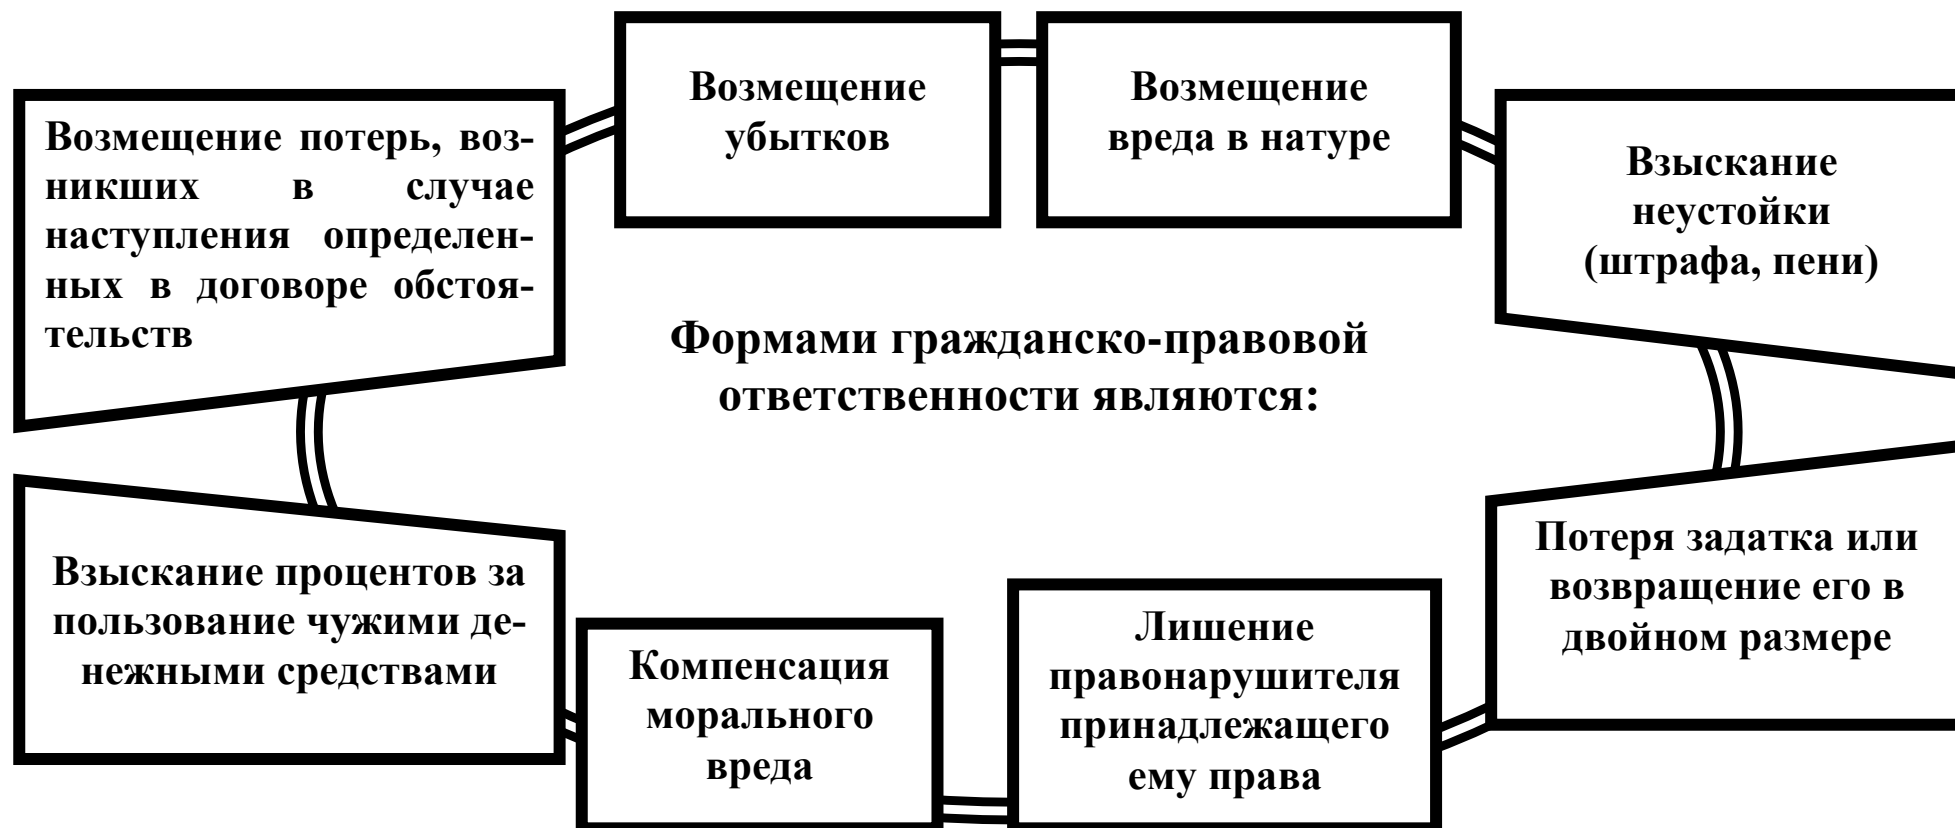 Возмещение потерь, воз-
никших в случае
наступления определен-
ных в договоре обстоя-
тельств
Возмещение
убытков
Возмещение
вреда в натуре
Взыскание
неустойки
(штрафа, пени)
Формами гражданско-правовой
ответственности являются:
Взыскание процентов за
пользование чужими де-
нежными средствами
Компенсация
морального
вреда
Лишение
правонарушителя
принадлежащего
ему права
Потеря задатка или
возвращение его в
двойном размере